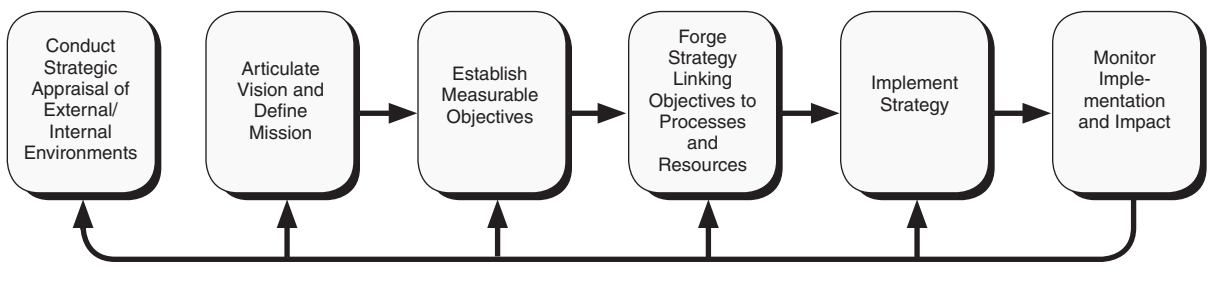 Conduct
Strategic
Appraisal of
External/
Internal
Environments
Articulate
Vision and
Define
Mission
Establish
Measurable
Objectives
Forge
Strategy
Linking
Objectives to
Processes
and
Resources
Implement
Strategy
Monitor
Imple-
mentation
and Impact